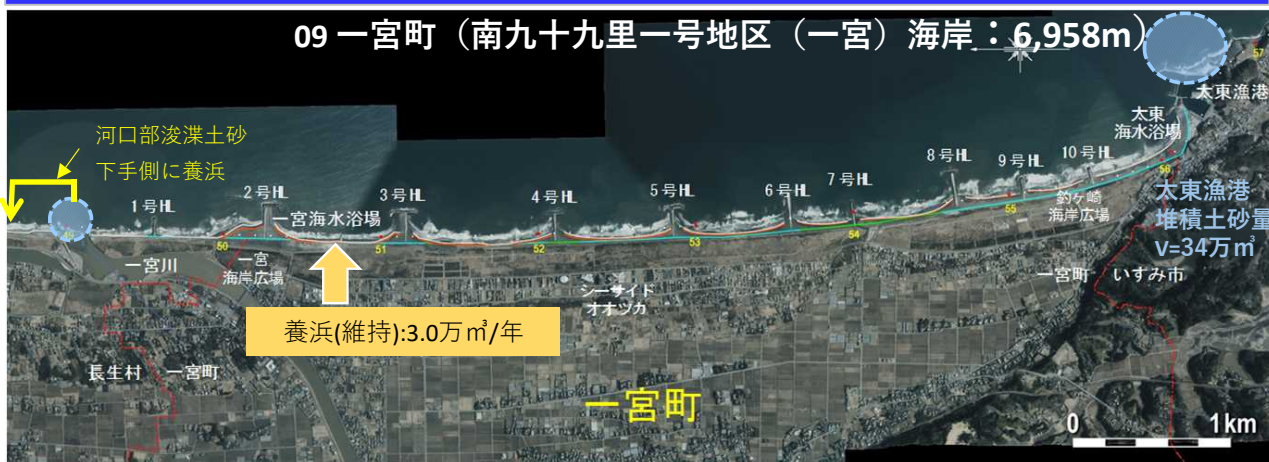 09 一宮町（南九十九里一号地区（一宮）海岸：6,958m）
57
太東漁港
太東
海水浴場
河口部浚渫土砂
下手側に養浜
1号HL
2号HL
一宮海水浴場
3号HL
4号HL
5号HL
6号HL
7号HL
8号HL
9号HL
10号HL
56
太東漁港
堆積土砂量
V=34万㎥
釣ヶ崎
海岸広場
55
54
53
52
51
50
一宮川
一宮
海岸広場
シーサイド
オオツカ
一宮町
いすみ市
養浜(維持):3.0万㎥/年
長生村
一宮町
一宮町
0
1km